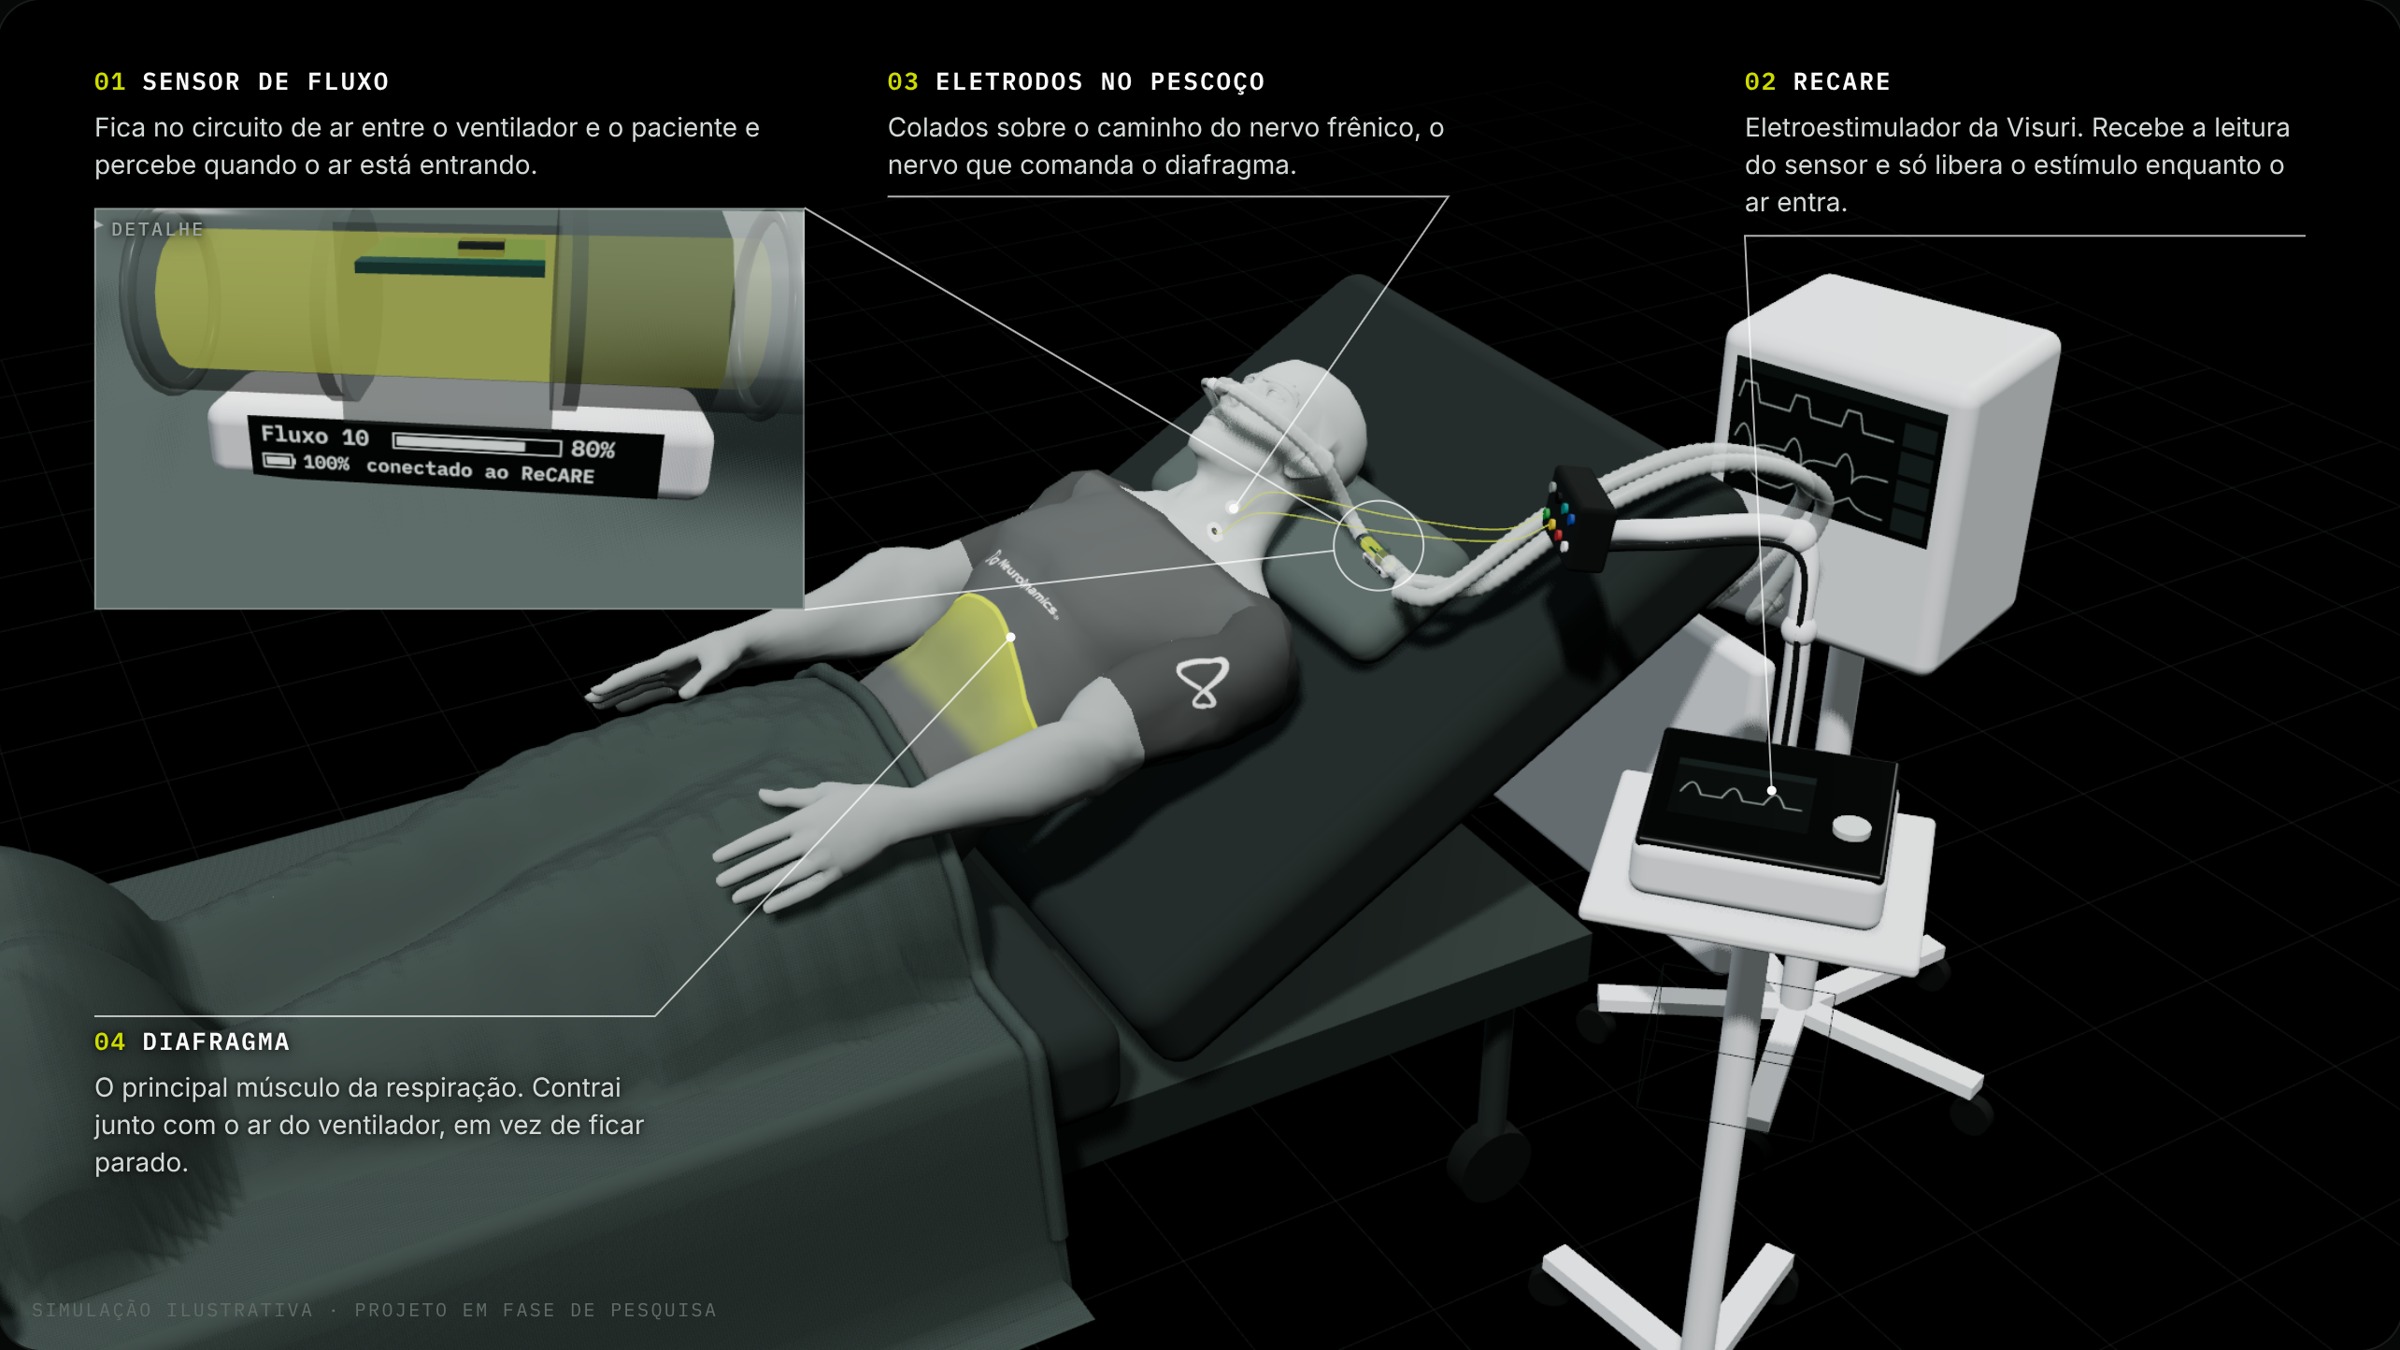 01 SENSOR DE FLUXO
Fica no circuito de ar entre o ventilador e o paciente e
percebe quando o ar está entrando.
DETALHE
Fluxo 10 80%
100% conectado ao ReCARE
03 ELETRODOS NO PESCOÇO
Colados sobre o caminho do nervo frênico, o
nervo que comanda o diafragma.
02 RECARE
Eletroestimulador da Visuri. Recebe a leitura
do sensor e só libera o estímulo enquanto o
ar entra.
Neurodynamics
04 DIAFRAGMA
O principal músculo da respiração. Contrai
junto com o ar do ventilador, em vez de ficar
parado.
SIMULAÇÃO ILUSTRATIVA · PROJETO EM FASE DE PESQUISA